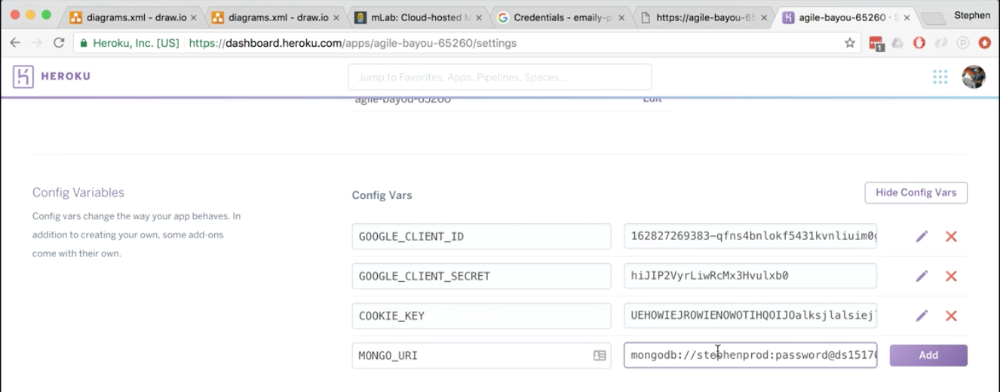 diagrams.xml - draw.io
diagrams.xml - draw.io
mLab: Cloud-hosted M
Credentials - emaily-p
https://agile-bayou-65
agile-bayou-65260 · S
Stephen
Heroku, Inc. [US]
https://dashboard.heroku.com/apps/agile-bayou-65260/settings
1
HEROKU
Jump to Favorites, Apps, Pipelines, Spaces...
agile-bayou-65260
Edit
Config Variables
Config vars change the way your app behaves. In
addition to creating your own, some add-ons
come with their own.
Config Vars
Hide Config Vars
GOOGLE_CLIENT_ID
162827269383-qfns4bnlokf5431kvnliuim0
GOOGLE_CLIENT_SECRET
hiJIP2VyrLiwRcMx3Hvulxb0
COOKIE_KEY
UEHOWIEJROWIENOWOTIHQOIJOalksjlalsiej
MONGO_URI
mongodb://stephenprod:password@ds1517
Add